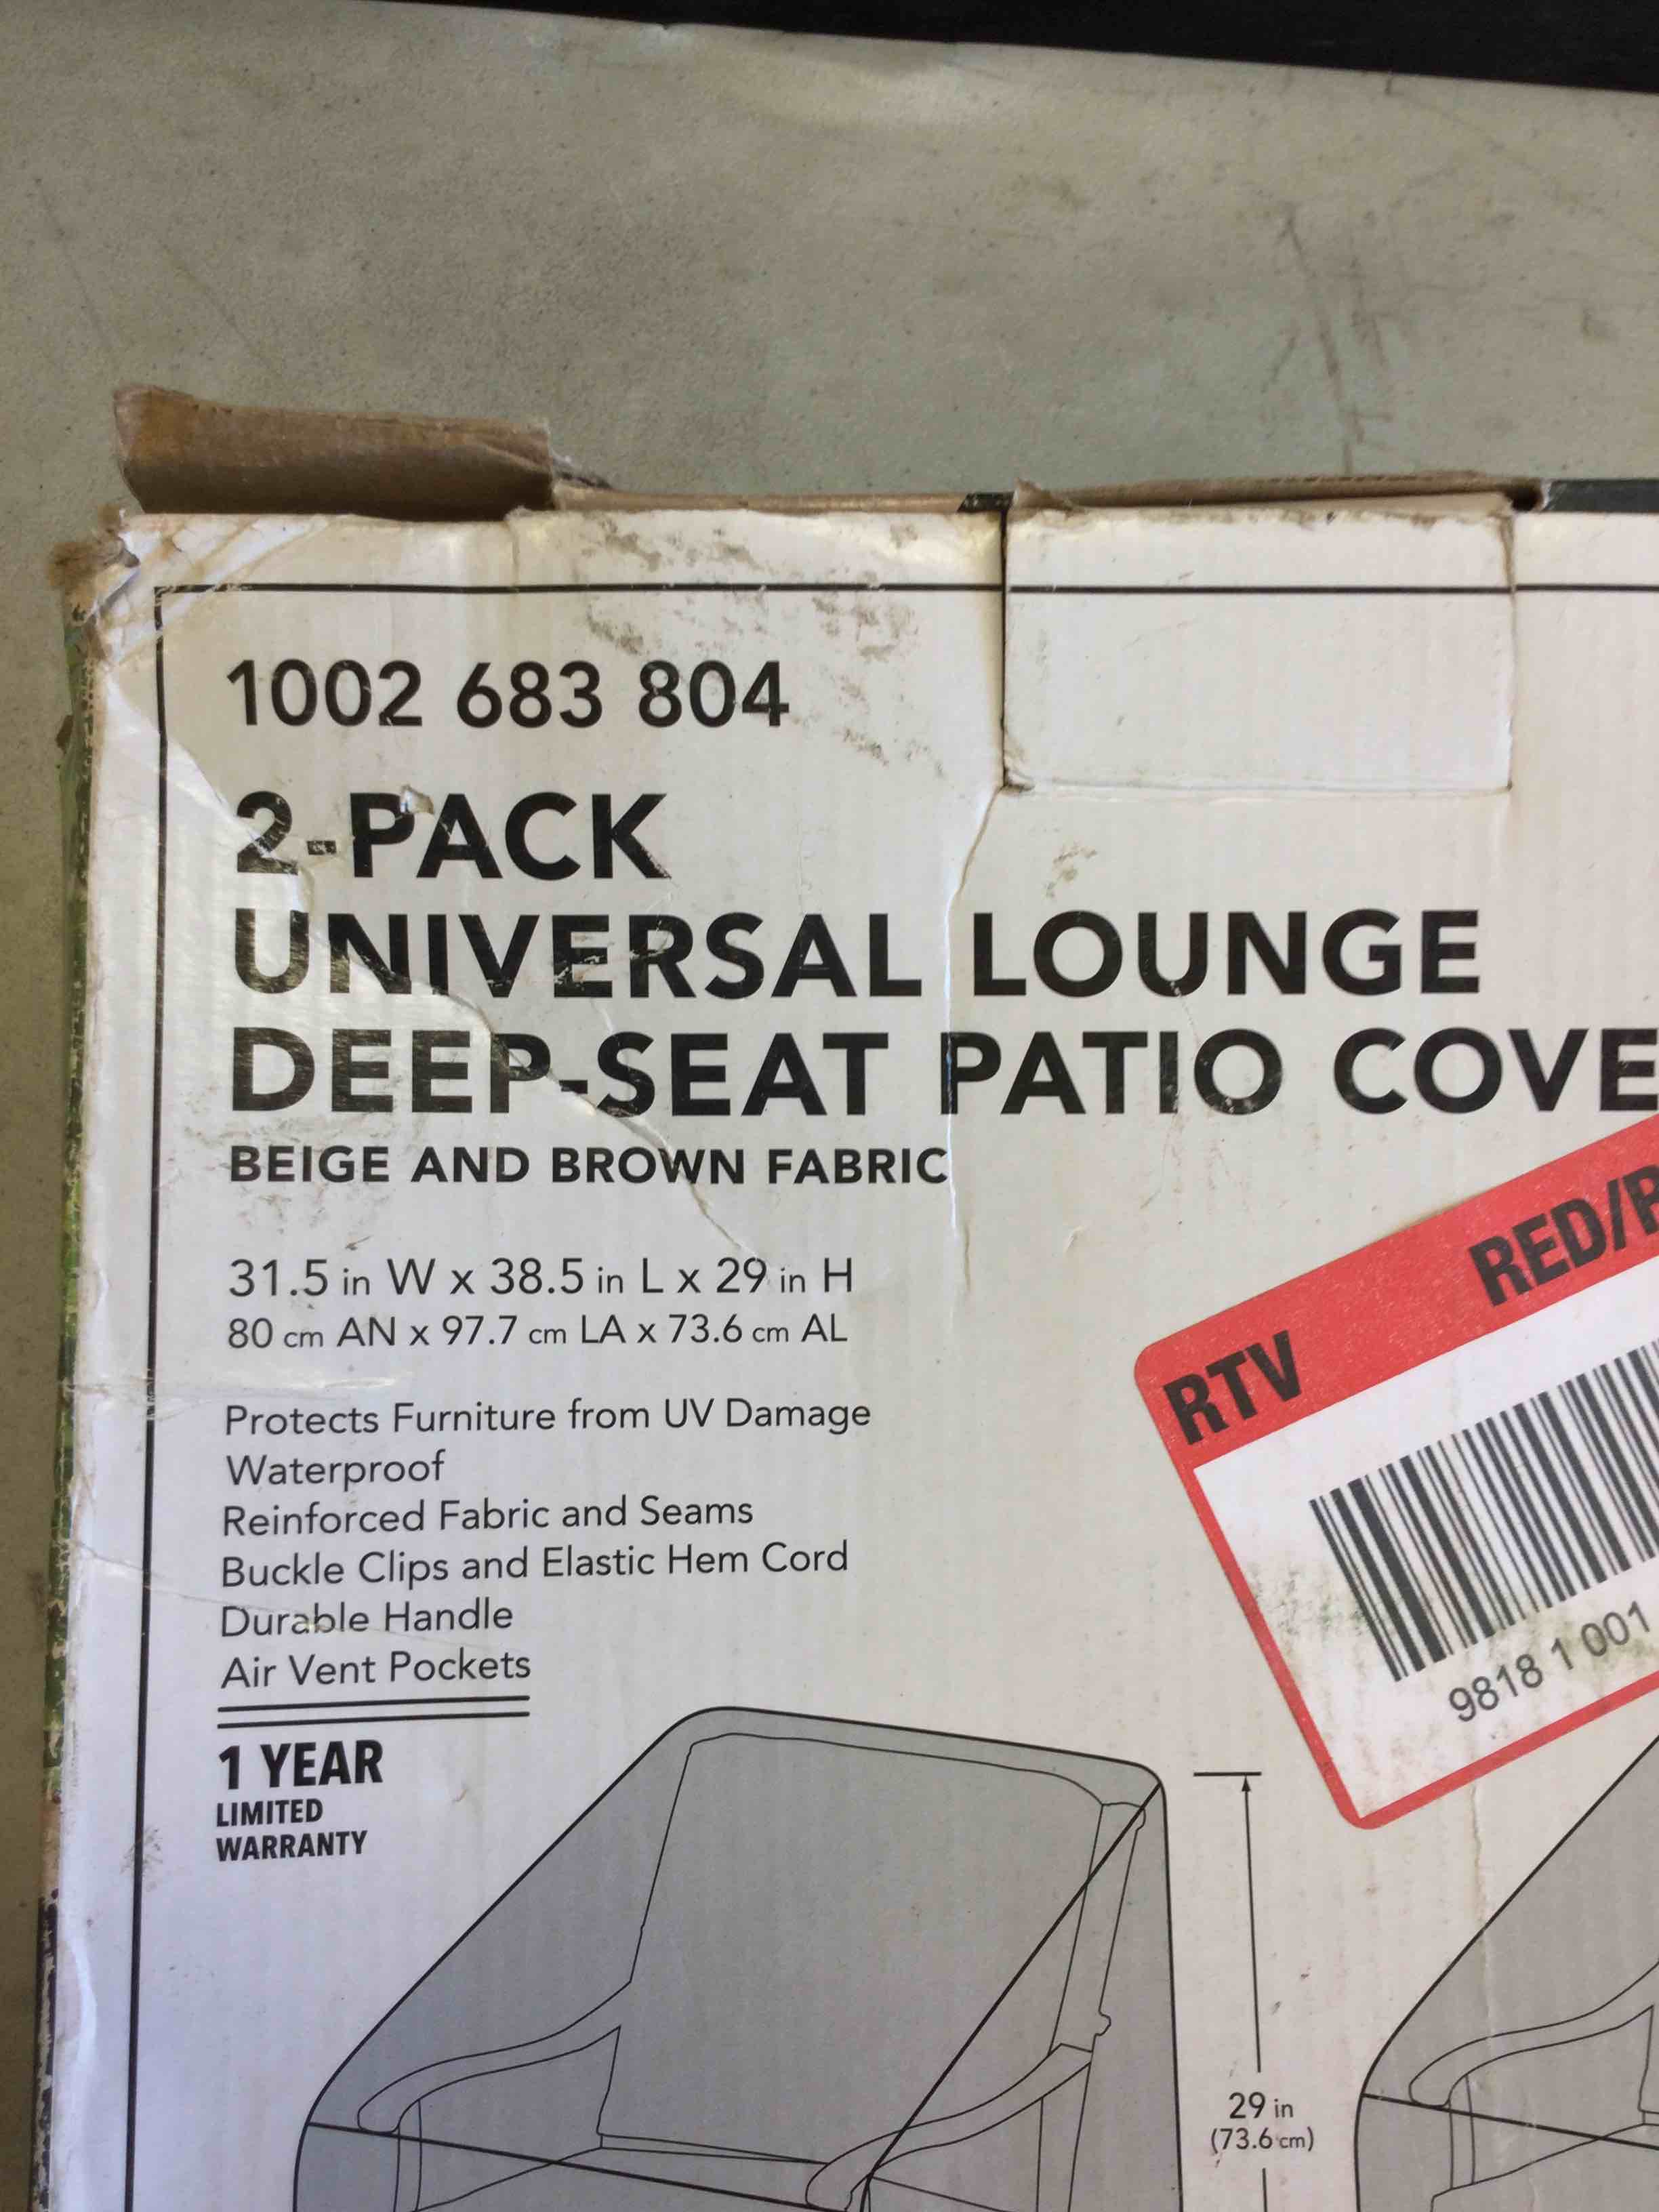 1002 683 804
2-PACK
UNIVERSAL LOUNGE
DEEP-SEAT PATIO COVE
BEIGE AND BROWN FABRIC
31.5 in W x 38.5 in L x 29 in H
80 cm AN x 97.7 cm LA x 73.6 cm AL
Protects Furniture from UV Damage
Waterproof
Reinforced Fabric and Seams
Buckle Clips and Elastic Hem Cord
Durable Handle
Air Vent Pockets
1 YEAR
LIMITED
WARRANTY
RTV
RED/
9818 1 001
29 in
(73.6 cm)